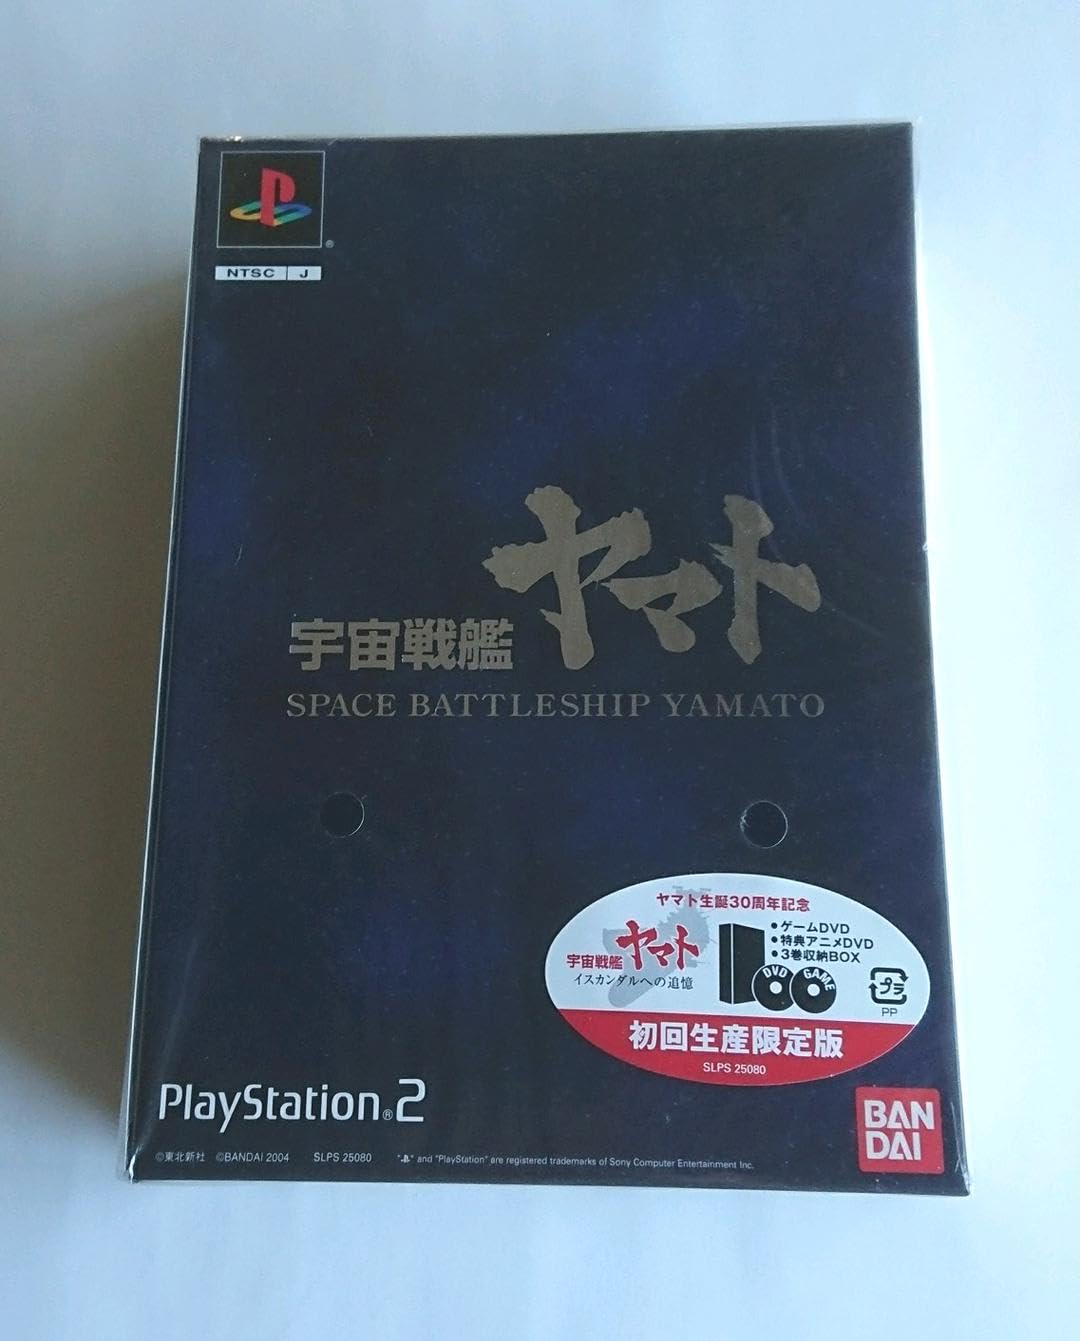 NTSC J
宇宙戦艦 ヤマト
SPACE BATTLESHIP YAMATO
ヤマト生誕30周年記念
宇宙戦艦 ヤマト
イスカンダルへの追憶
•ゲームDVD
•特典アニメDVD
•3巻収納BOX
DVD GAME
プラ
PP
初回生産限定版
SLPS 25080
PlayStation®2
BAN
DAI
©東北新社 ©BANDAI 2004 SLPS 25080 " " and "PlayStation" are registered trademarks of Sony Computer Entertainment Inc.